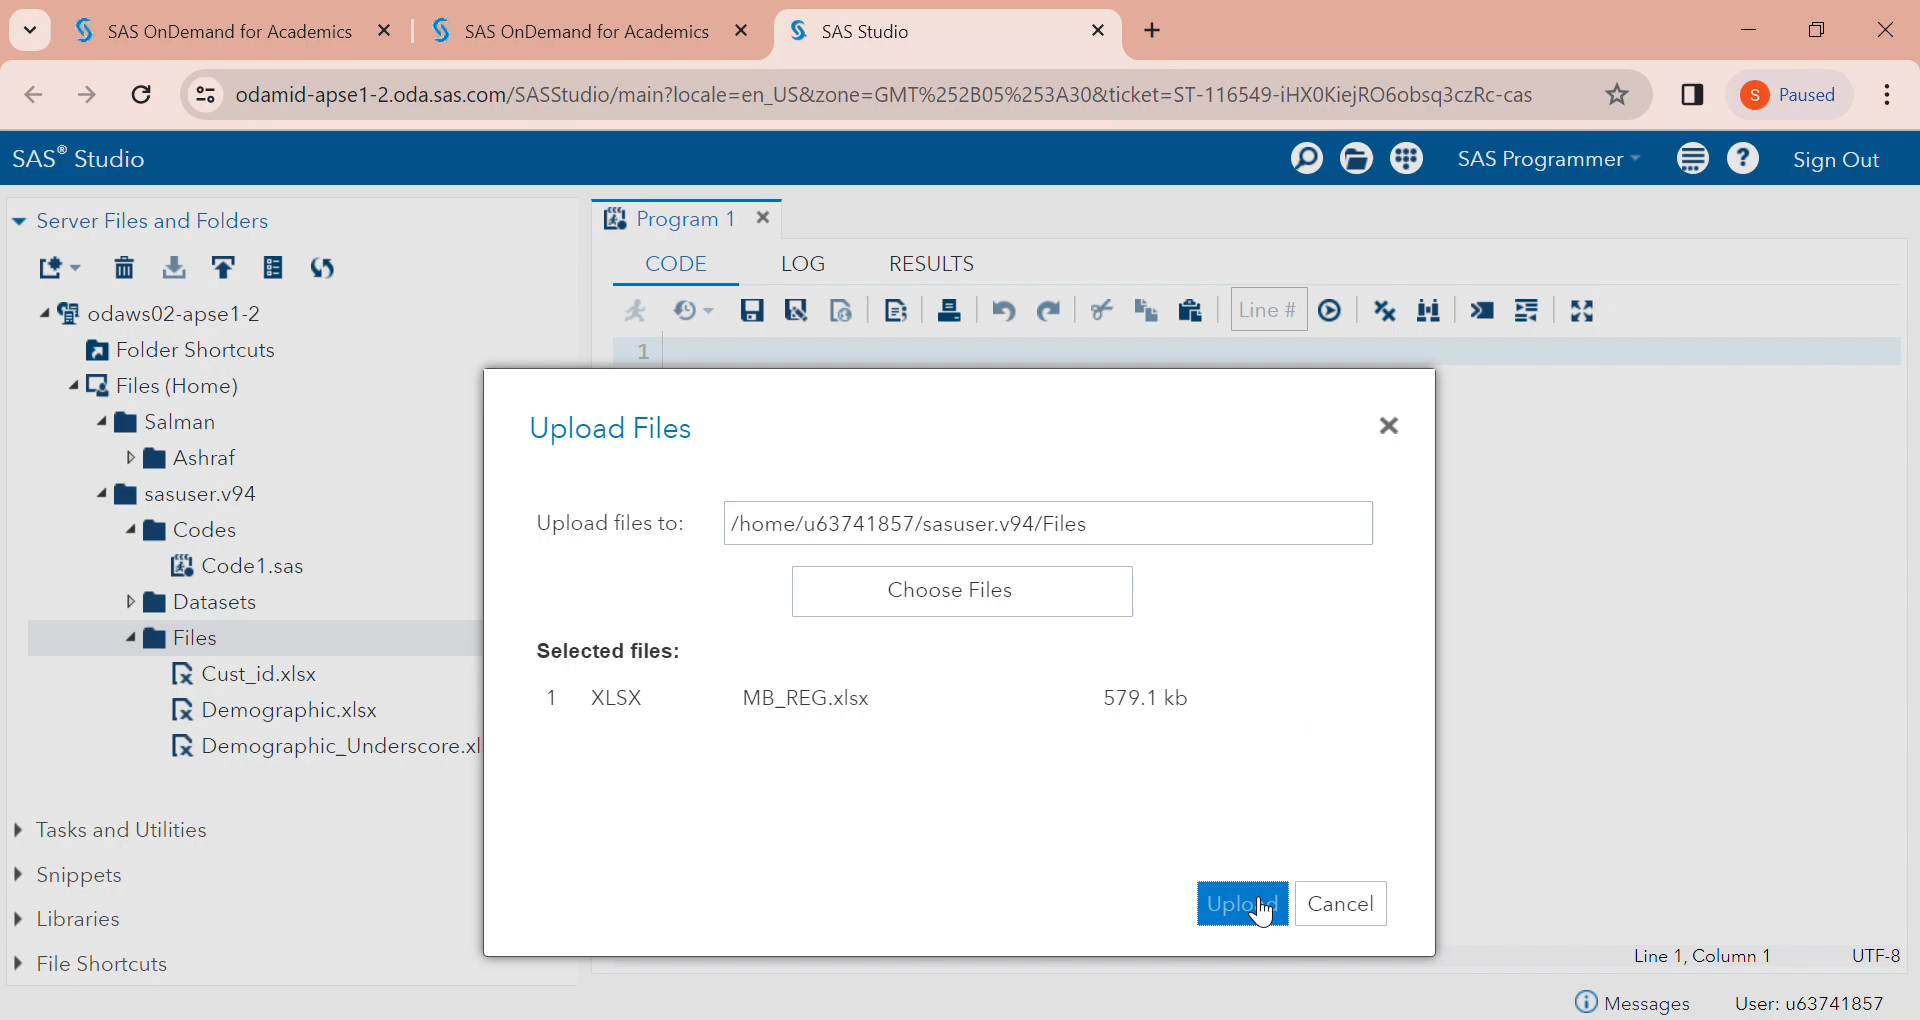 SAS OnDemand for Academics
SAS OnDemand for Academics
SAS Studio
odamid-apse1-2.oda.sas.com/SASStudio/main?locale=en_US&zone=GMT%252B05%253A30&ticket=ST-116549-iHX0KiejRO6obsq3czRc-cas
S Paused
SAS® Studio
SAS Programmer
Sign Out
Server Files and Folders
odaws02-apse1-2
Folder Shortcuts
Files (Home)
Salman
Ashraf
sasuser.v94
Codes
Code1.sas
Datasets
Files
Cust_id.xlsx
Demographic.xlsx
Demographic_Underscore.xl
Tasks and Utilities
Snippets
Libraries
File Shortcuts
Program 1
CODE LOG RESULTS
Line #
1
Upload Files
Upload files to: /home/u63741857/sasuser.v94/Files
Choose Files
Selected files:
1 XLSX MB_REG.xlsx 579.1 kb
Upload Cancel
Line 1, Column 1 UTF-8
Messages User: u63741857